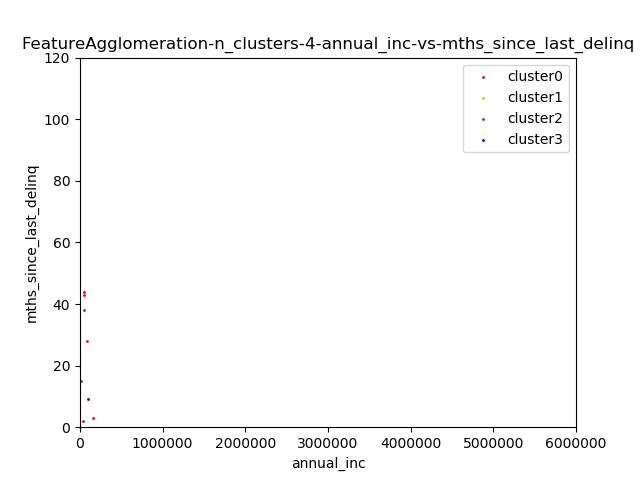 FeatureAgglomeration-n_clusters-4-annual_inc-vs-mths_since_last_delinq
cluster0
cluster1
cluster2
cluster3
120
100
80
60
40
20
0
mths_since_last_delinq
0 1000000 2000000 3000000 4000000 5000000 6000000
annual_inc